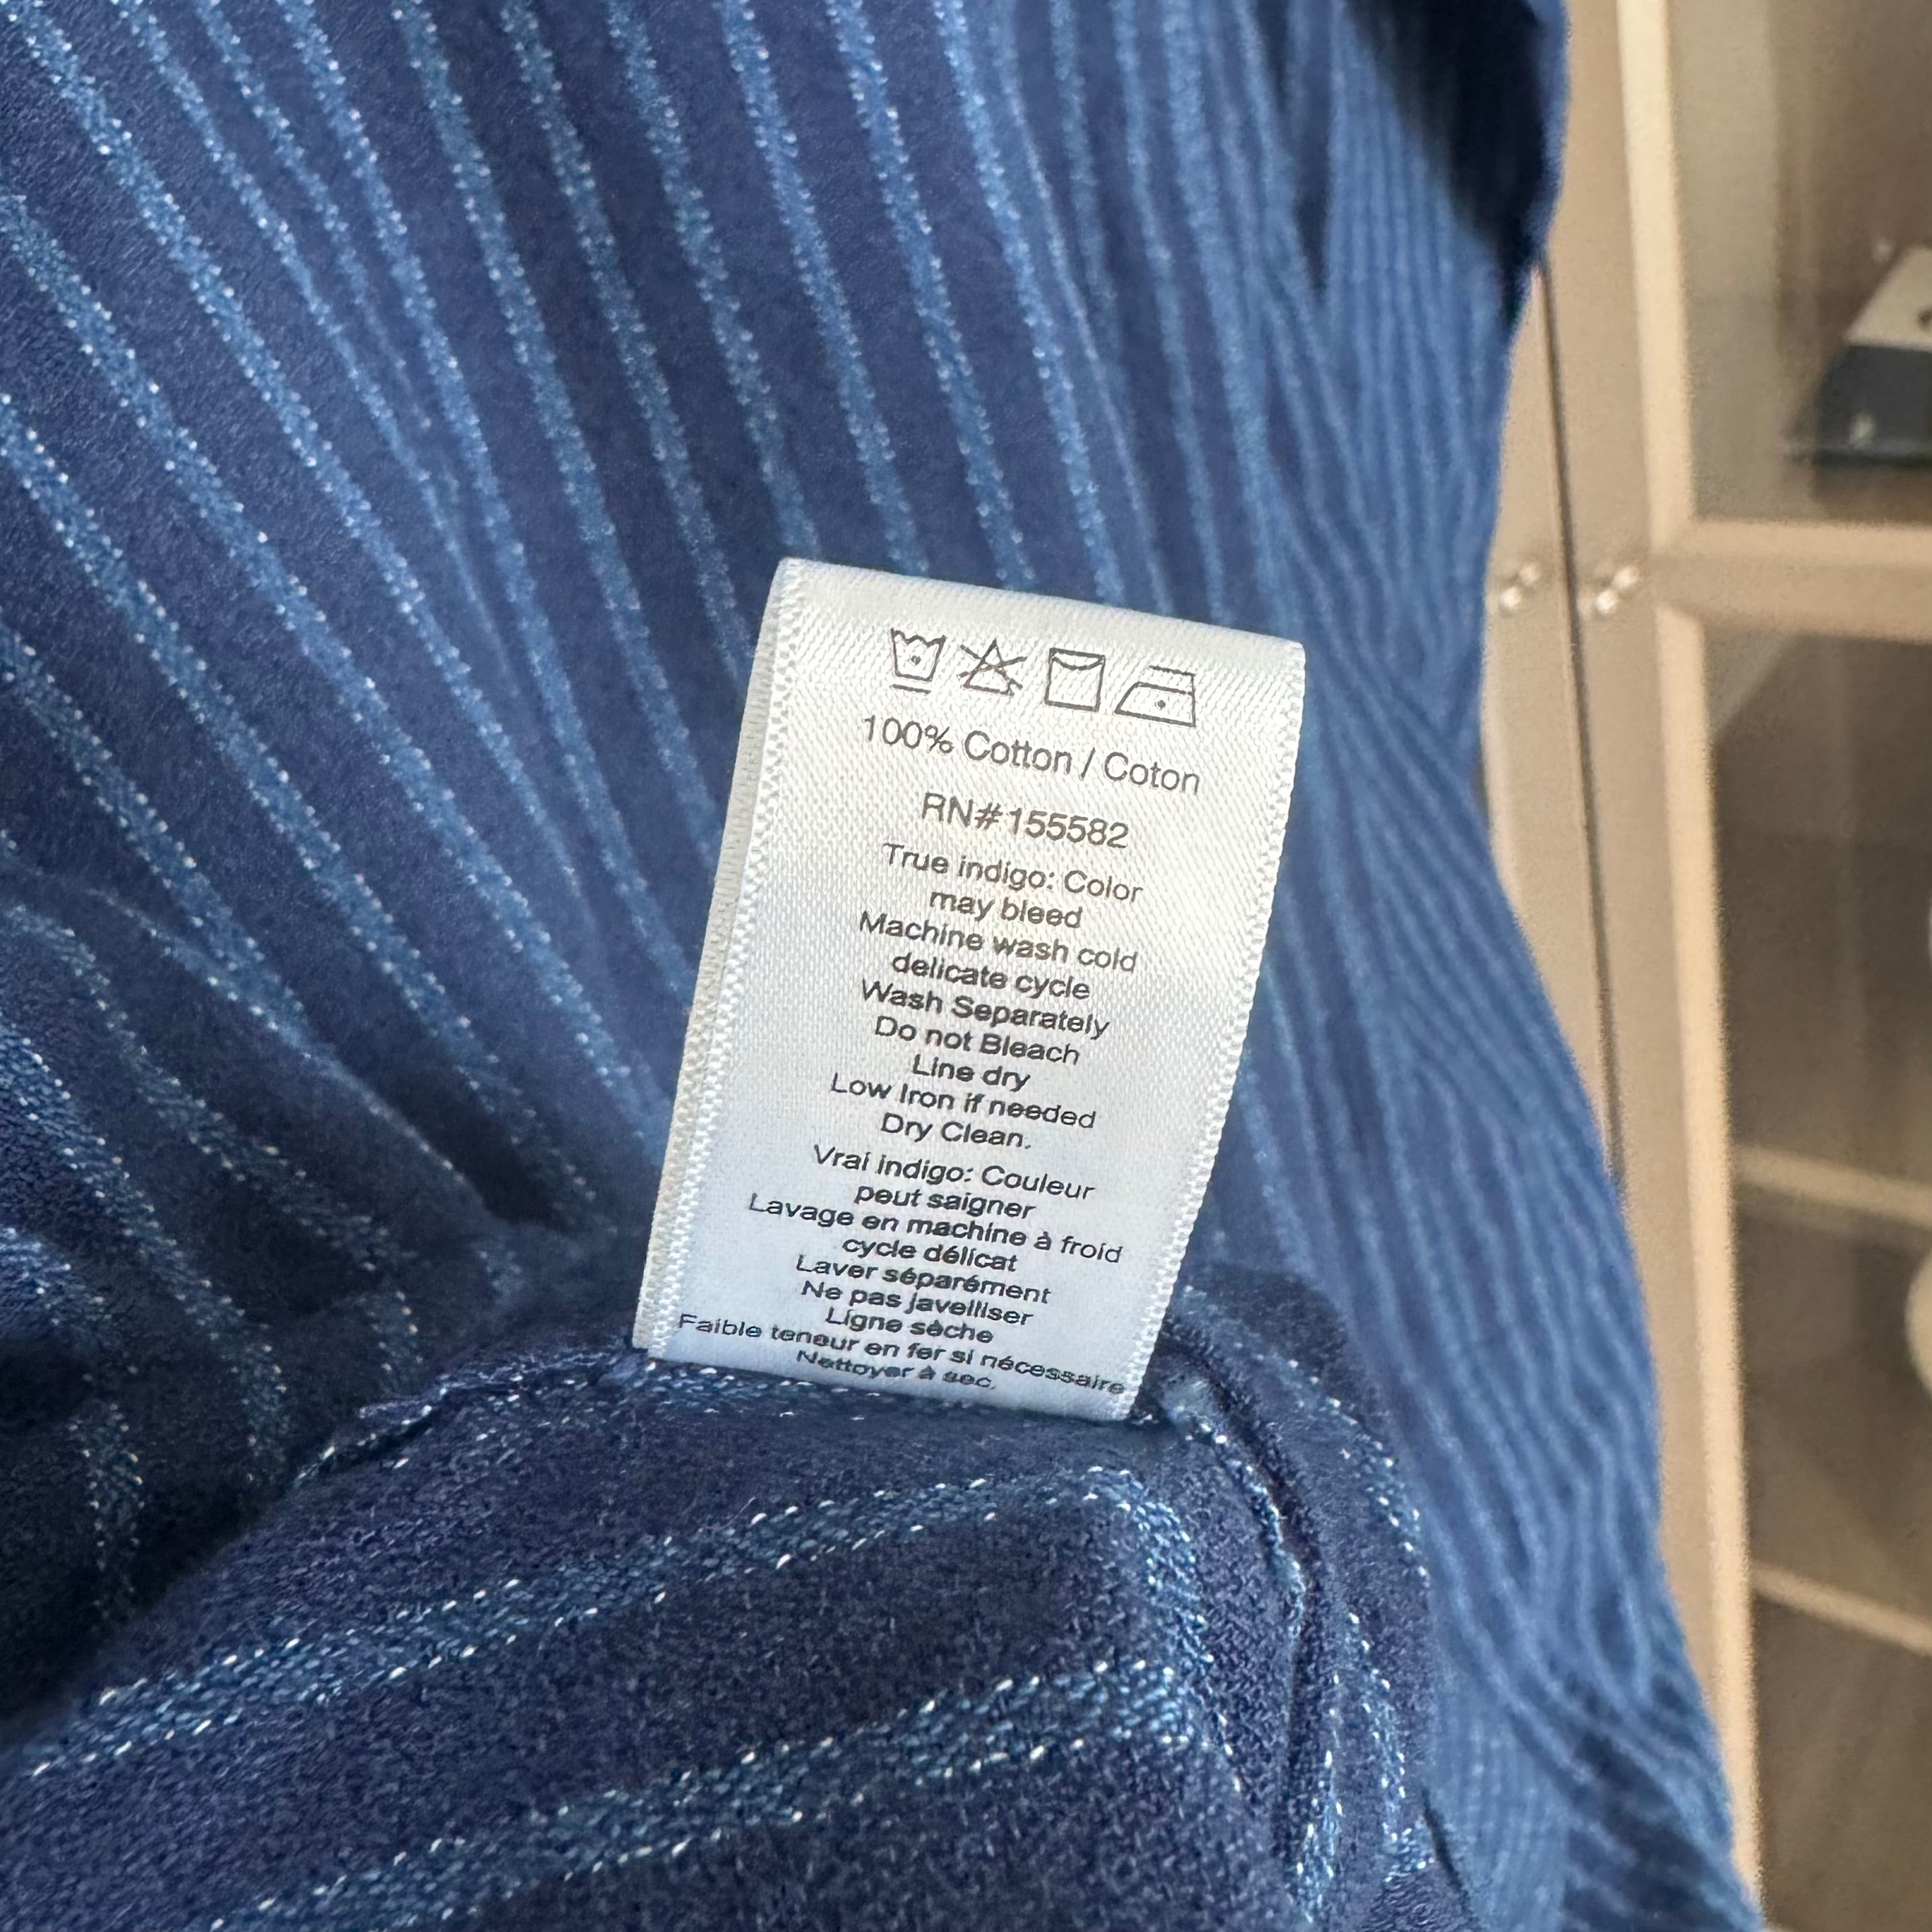 100% Cotton / Coton
RN#155582
True indigo: Color
may bleed
Machine wash cold
delicate cycle
Wash Separately
Do not Bleach
Line dry
Low Iron if needed
Dry Clean.
Vrai indigo: Couleur
peut saigner
Lavage en machine à froid
cycle délicat
Laver séparément
Ne pas javelliser
Ligne sèche
Faible teneur en fer si nécessaire
Nettoyer à sec.